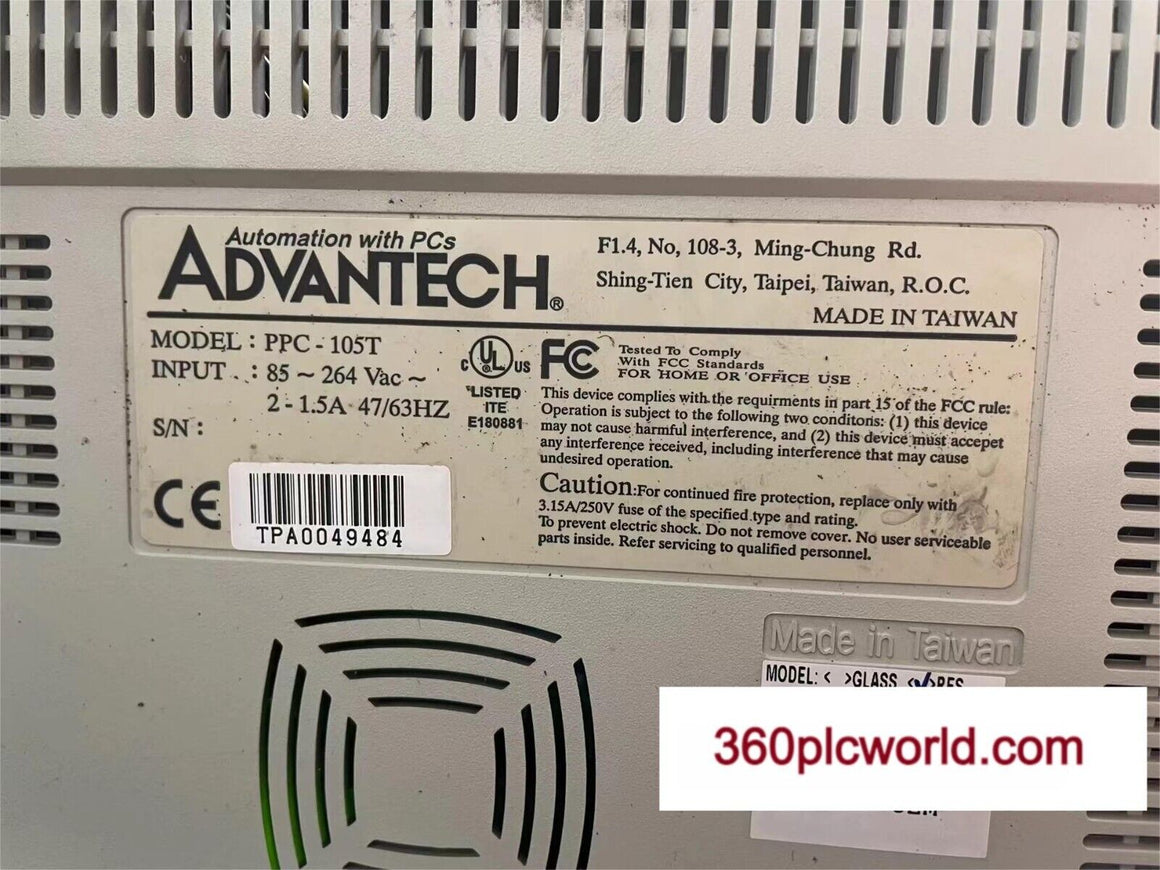 Automation with PCs
ADVANTECH®
F1.4, No, 108-3, Ming-Chung Rd.
Shing-Tien City, Taipei, Taiwan, R.O.C.
MADE IN TAIWAN
MODEL : PPC - 105T
INPUT . : 85 ~ 264 Vac ~
2 - 1.5A 47/63HZ
S/N :
C UL ® US
LISTED
ITE
E180881
FC
Tested To Comply
With FCC Standards
FOR HOME OR OFFICE USE
This device complies with the requirments in part 15 of the FCC rule:
Operation is subject to the following two conditons: (1) this device
may not cause harmful interference, and (2) this device must accepet
any interference received, including interference that may cause
undesired operation.
Caution:For continued fire protection, replace only with
3.15A/250V fuse of the specified type and rating.
To prevent electric shock. Do not remove cover. No user serviceable
parts inside. Refer servicing to qualified personnel.
CE
TPA0049484
Made in Taiwan
MODEL: < >GLASS <✓>RES
360plcworld.com